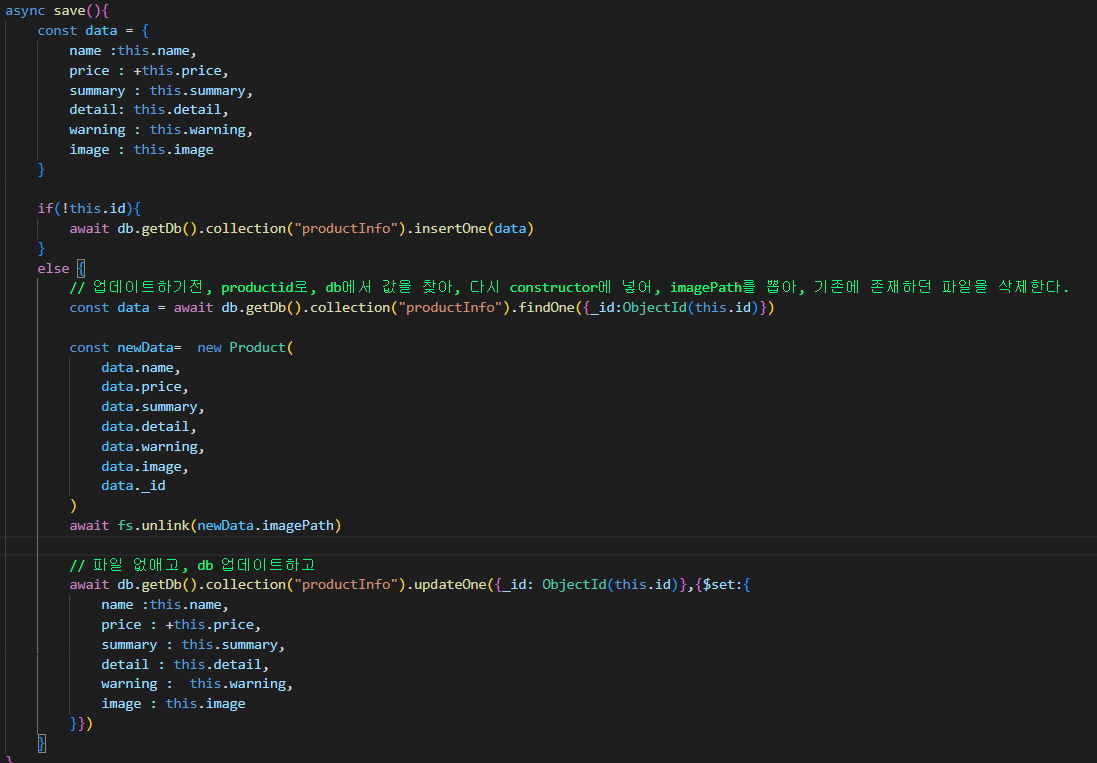 async save(){
const data = {
name :this.name,
price : +this.price,
summary : this.summary,
detail: this.detail,
warning : this.warning,
image : this.image
}
if(!this.id){
await db.getDb().collection("productInfo").insertOne(data)
}
else {
// 업데이트하기전, productid로, db에서 값을 찾아, 다시 constructor에 넣어, imagePath를 뽑아, 기존에 존재하던 파일을 삭제한다.
const data = await db.getDb().collection("productInfo").findOne({_id:ObjectId(this.id)})
const newData=  new Product(
data.name,
data.price,
data.summary,
data.detail,
data.warning,
data.image,
data._id
)
await fs.unlink(newData.imagePath)
// 파일 없애고, db 업데이트하고
await db.getDb().collection("productInfo").updateOne({_id: ObjectId(this.id)},{$set:{
name :this.name,
price : +this.price,
summary : this.summary,
detail : this.detail,
warning :  this.warning,
image : this.image
}})
}
}